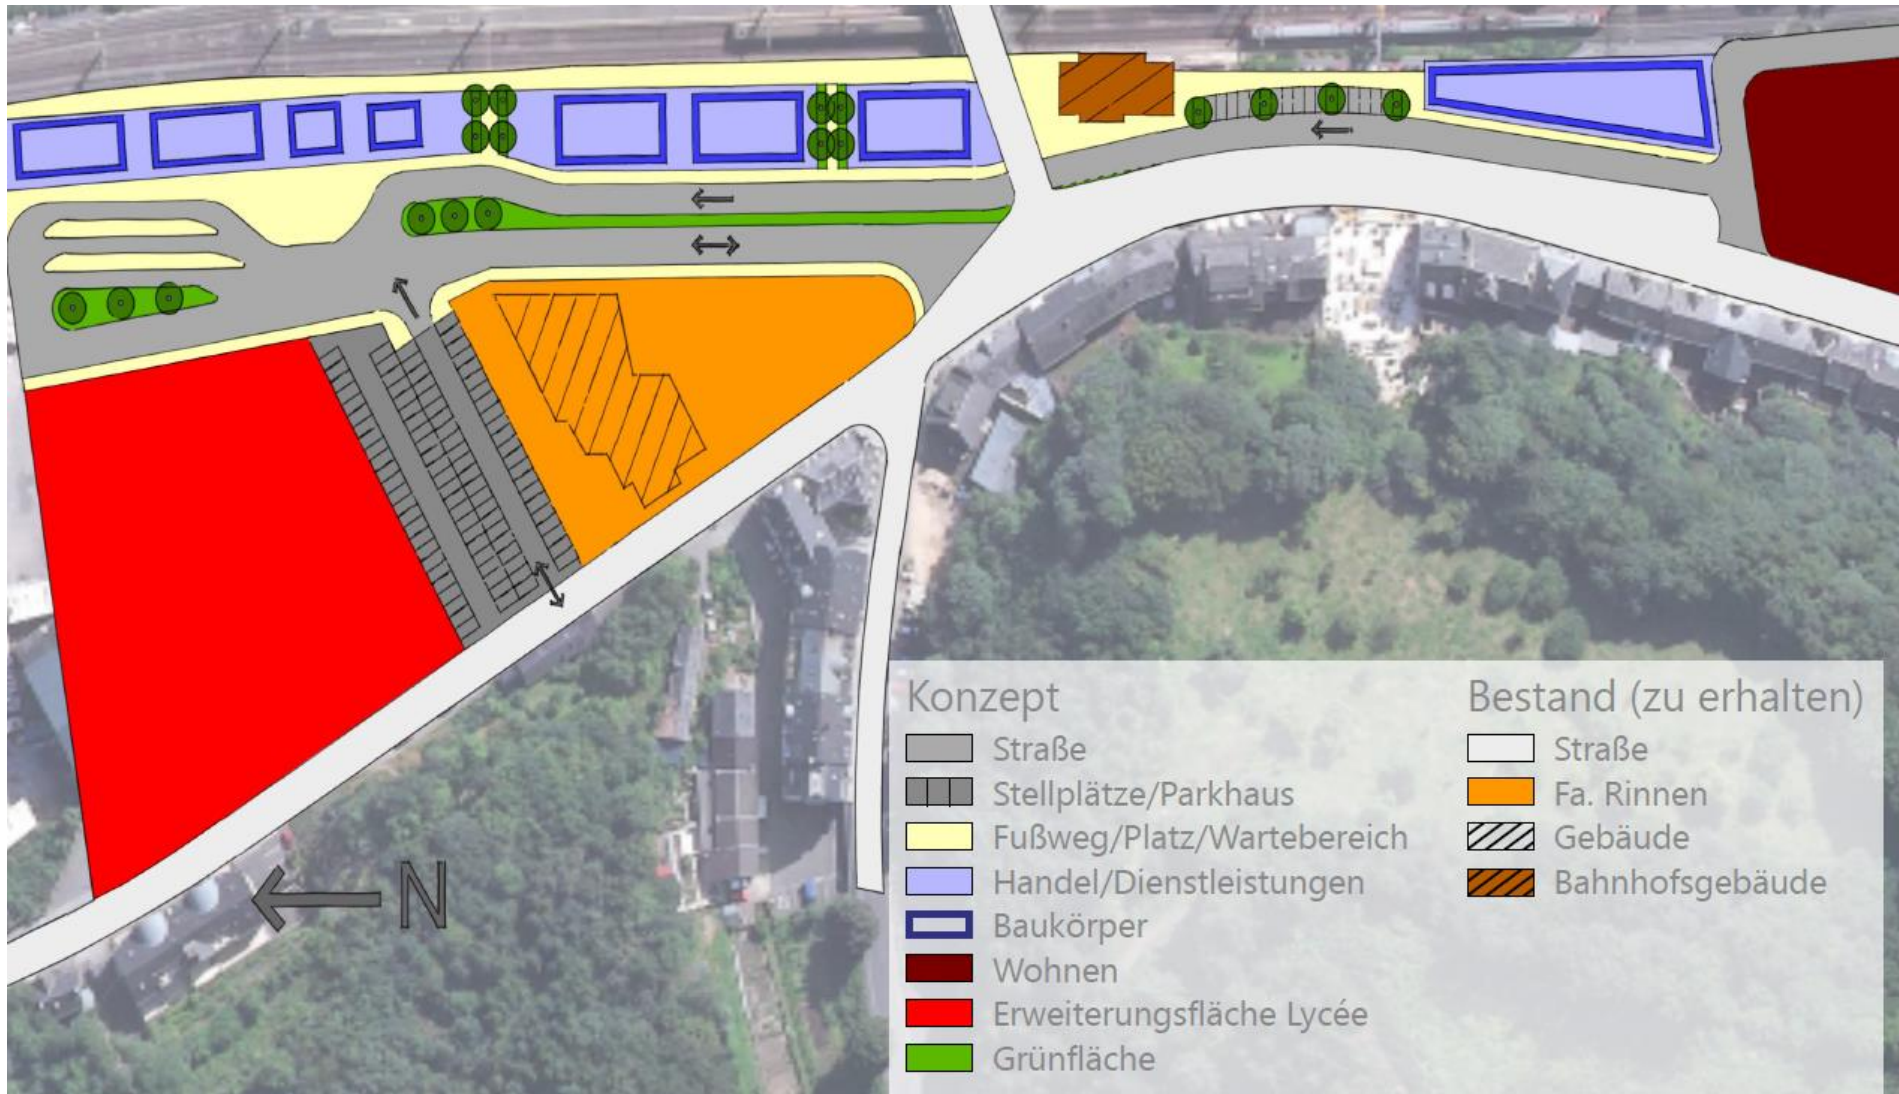 N
Konzept
Straße
Stellplätze/Parkhaus
Fußweg/Platz/Wartebereich
Handel/Dienstleistungen
Baukörper
Wohnen
Erweiterungsfläche Lycée
Grünfläche
Bestand (zu erhalten)
Straße
Fa. Rinnen
Gebäude
Bahnhofsgebäude